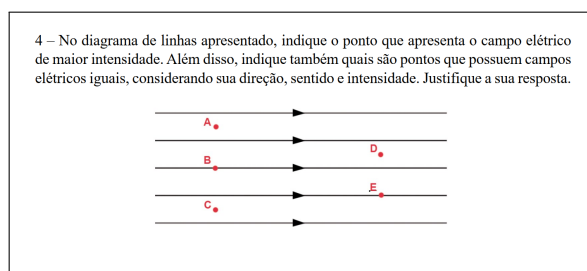 4 – No diagrama de linhas apresentado, indique o ponto que apresenta o campo elétrico
de maior intensidade. Além disso, indique também quais são pontos que possuem campos
elétricos iguais, considerando sua direção, sentido e intensidade. Justifique a sua resposta.
A
D
B
E
C